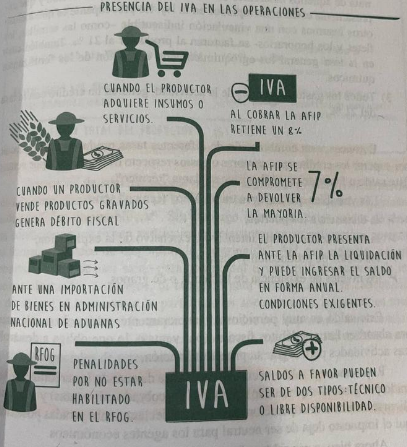 PRESENCIA DEL IVA EN LAS OPERACIONES
CUANDO EL PRODUCTOR
ADQUIERE INSUMOS O
SERVICIOS.
IVA
AL COBRAR LA AFIP
RETIENE UN 8%
CUANDO UN PRODUCTOR
VENDE PRODUCTOS GRAVADOS
GENERA DÉBITO FISCAL
LA AFIP SE
COMPROMETE
A DEVOLVER
LA MAYORIA.
7%
ANTE UNA IMPORTACIÓN
DE BIENES EN ADMINISTRACIÓN
NACIONAL DE ADUANAS
EL PRODUCTOR PRESENTA
ANTE LA AFIP LA LIQUIDACIÓN
Y PUEDE INGRESAR EL SALDO
EN FORMA ANUAL.
CONDICIONES EXIGENTES.
RFOG
PENALIDADES
POR NO ESTAR
HABILITADO
EN EL RFOG.
IVA
SALDOS A FAVOR PUEDEN
SER DE DOS TIPOS:TÉCNICO
O LIBRE DISPONIBILIDAD.